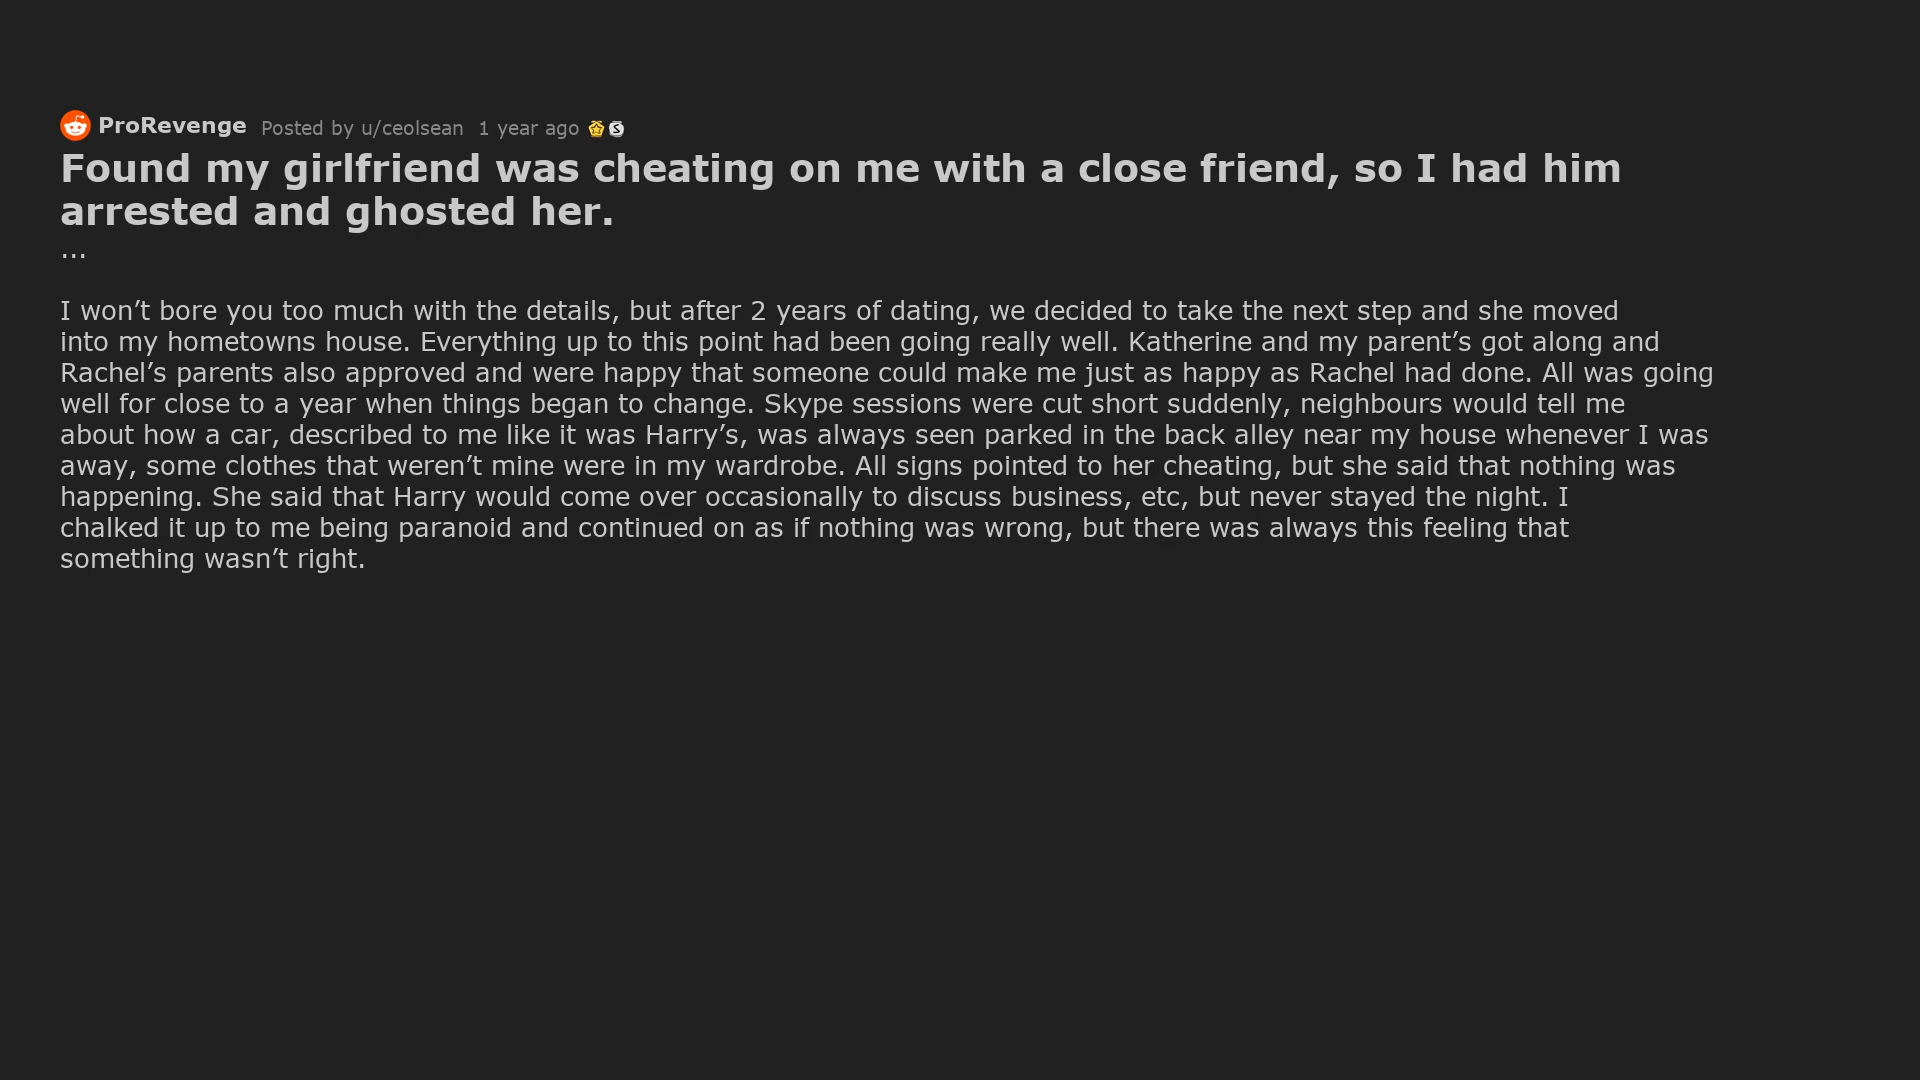 ProRevenge Posted by u/ceolsean 1 year ago
Found my girlfriend was cheating on me with a close friend, so I had him
arrested and ghosted her.
...
I won’t bore you too much with the details, but after 2 years of dating, we decided to take the next step and she moved
into my hometowns house. Everything up to this point had been going really well. Katherine and my parent’s got along and
Rachel’s parents also approved and were happy that someone could make me just as happy as Rachel had done. All was going
well for close to a year when things began to change. Skype sessions were cut short suddenly, neighbours would tell me
about how a car, described to me like it was Harry’s, was always seen parked in the back alley near my house whenever I was
away, some clothes that weren’t mine were in my wardrobe. All signs pointed to her cheating, but she said that nothing was
happening. She said that Harry would come over occasionally to discuss business, etc, but never stayed the night. I
chalked it up to me being paranoid and continued on as if nothing was wrong, but there was always this feeling that
something wasn’t right.